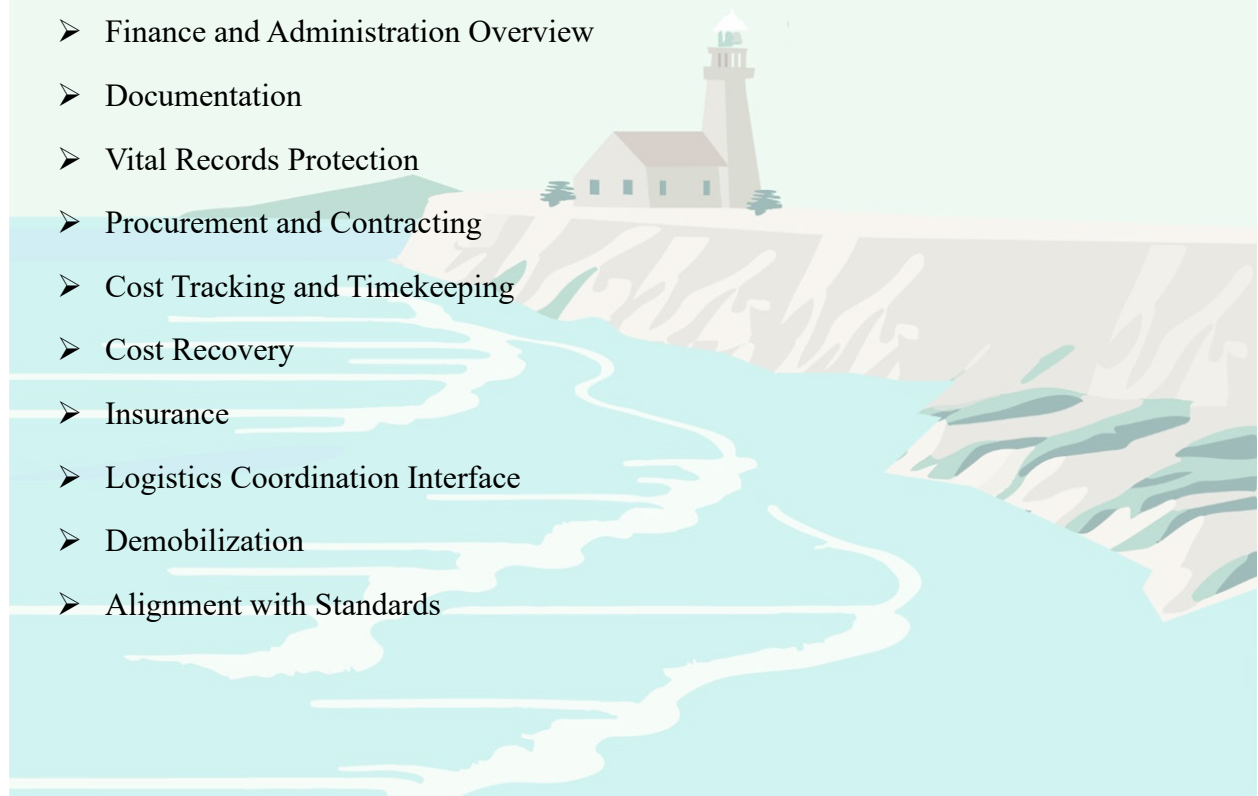 ➢ Finance and Administration Overview
➢ Documentation
➢ Vital Records Protection
➢ Procurement and Contracting
➢ Cost Tracking and Timekeeping
➢ Cost Recovery
➢ Insurance
➢ Logistics Coordination Interface
➢ Demobilization
➢ Alignment with Standards